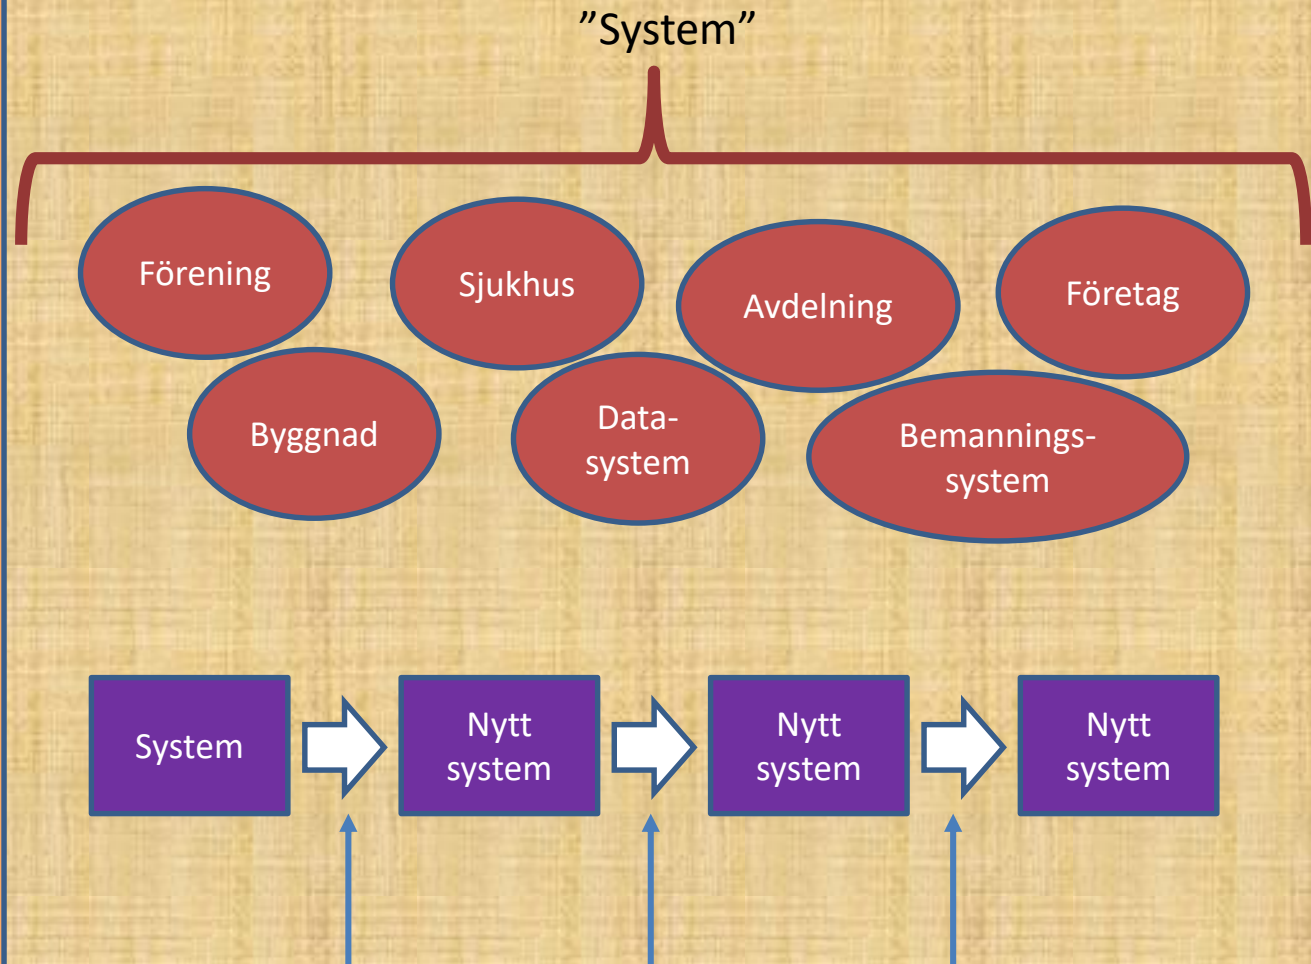 ”System”
Förening
Sjukhus
Avdelning
Företag
Byggnad
Data-
system
Bemannings-
system
System
Nytt
system
Nytt
system
Nytt
system